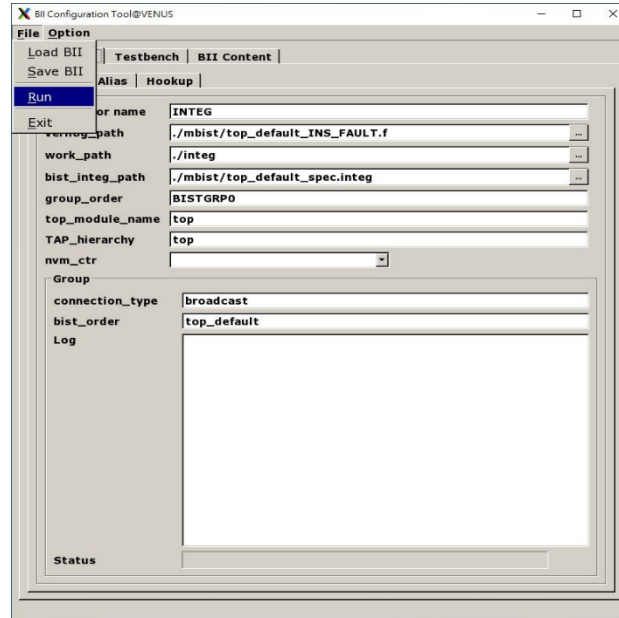 BII Configuration Tool@VENUS
File Option
Load BII
Save BII
Run
Exit
Testbench BII Content
Alias Hookup
or name INTEG
./mbist/top_default_INS_FAULT.f ...
work_path ./integ
bist_integ_path ./mbist/top_default_spec.integ ...
group_order BISTGRP0
top_module_name top
TAP_hierarchy top
nvm_ctr
Group
connection_type broadcast
bist_order top_default
Log
Status